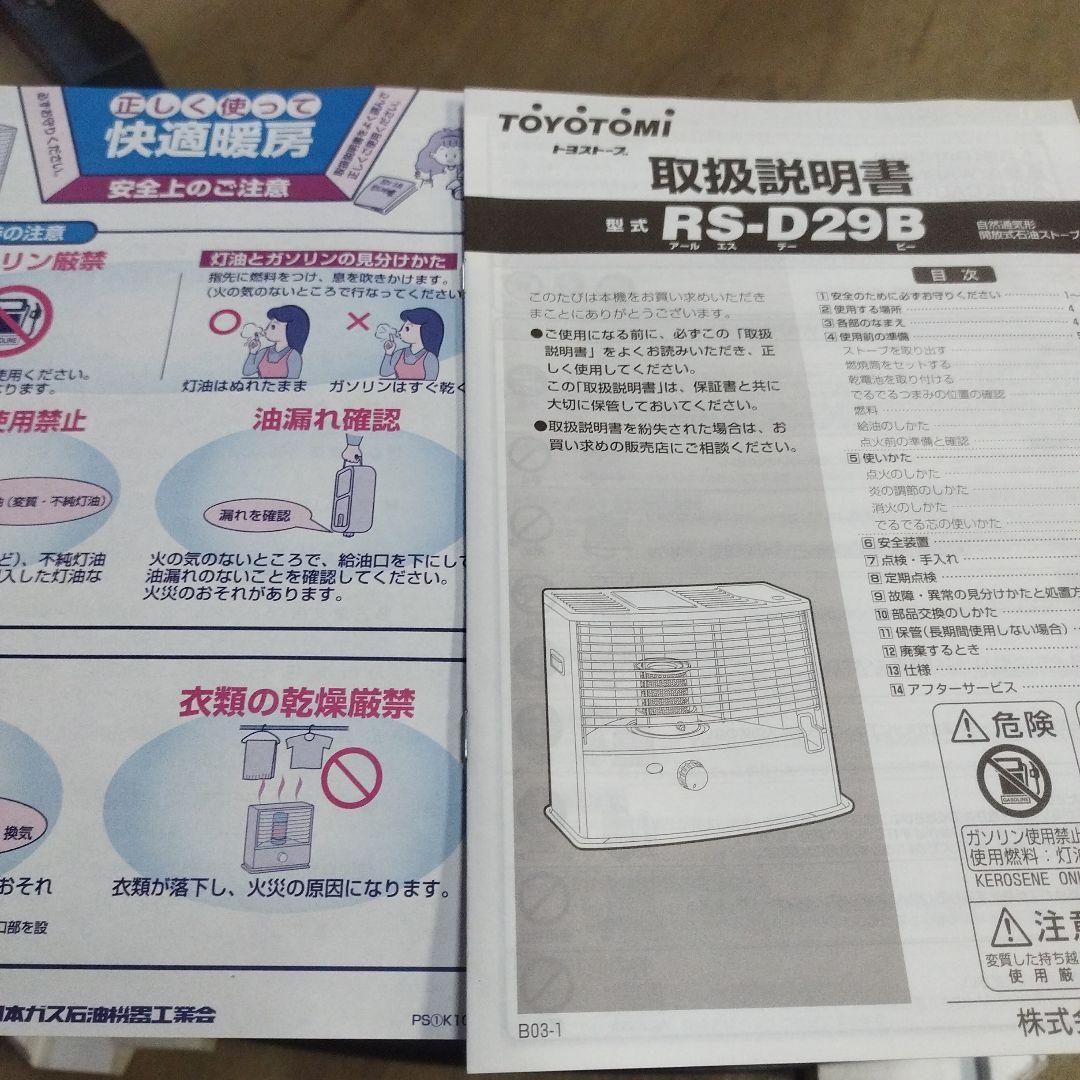 必ずお守りください。
正しく使って
快適暖房
安全上のご注意
の注意
リン厳禁
灯油とガソリンの見分けかた
指先に燃料をつけ、息を吹きかけます。
(火の気のないところで行なってください
使用ください。
ります。
灯油はぬれたまま
ガソリンはすぐ乾く
使用禁止
油漏れ確認
(変質・不純灯油)
漏れを確認
ど)、不純灯油
入した灯油な
火の気のないところで、給油口を下にして
油漏れのないことを確認してください。
火災のおそれがあります。
衣類の乾燥厳禁
換気
おそれ
衣類が落下し、火災の原因になります。
口部を設
本ガス石油機器工業会
PS①K10
TOYOTOMi
トヨストーブ
取扱説明書
型式 RS-D29B
アール エス デー ビー
自然通気形
開放式石油ストーブ
このたびは本機をお買い求めいただき
まことにありがとうございます。
●ご使用になる前に、必ずこの「取扱
説明書」をよくお読みいただき、正
しく使用してください。
この「取扱説明書」は、保証書と共に
大切に保管しておいてください。
●取扱説明書を紛失された場合は、お
買い求めの販売店にご相談ください。
目次
1 安全のために必ずお守りください 1～
2 使用する場所 4
3 各部のなまえ 4
4 使用前の準備
ストーブを取り出す
燃焼筒をセットする
乾電池を取り付ける
でるでるつまみの位置の確認
燃料
給油のしかた
点火前の準備と確認
5 使いかた
点火のしかた
炎の調節のしかた
消火のしかた
でるでる芯の使いかた
6 安全装置
7 点検・手入れ
8 定期点検
9 故障・異常の見分けかたと処置方
10 部品交換のしかた
11 保管(長期間使用しない場合)
12 廃棄するとき
13 仕様
14 アフターサービス
危険
GASOLINE
ガソリン使用禁止
使用燃料：灯油
KEROSENE ONL
注意
変質した持ち越
使用厳
B03-1
株式会